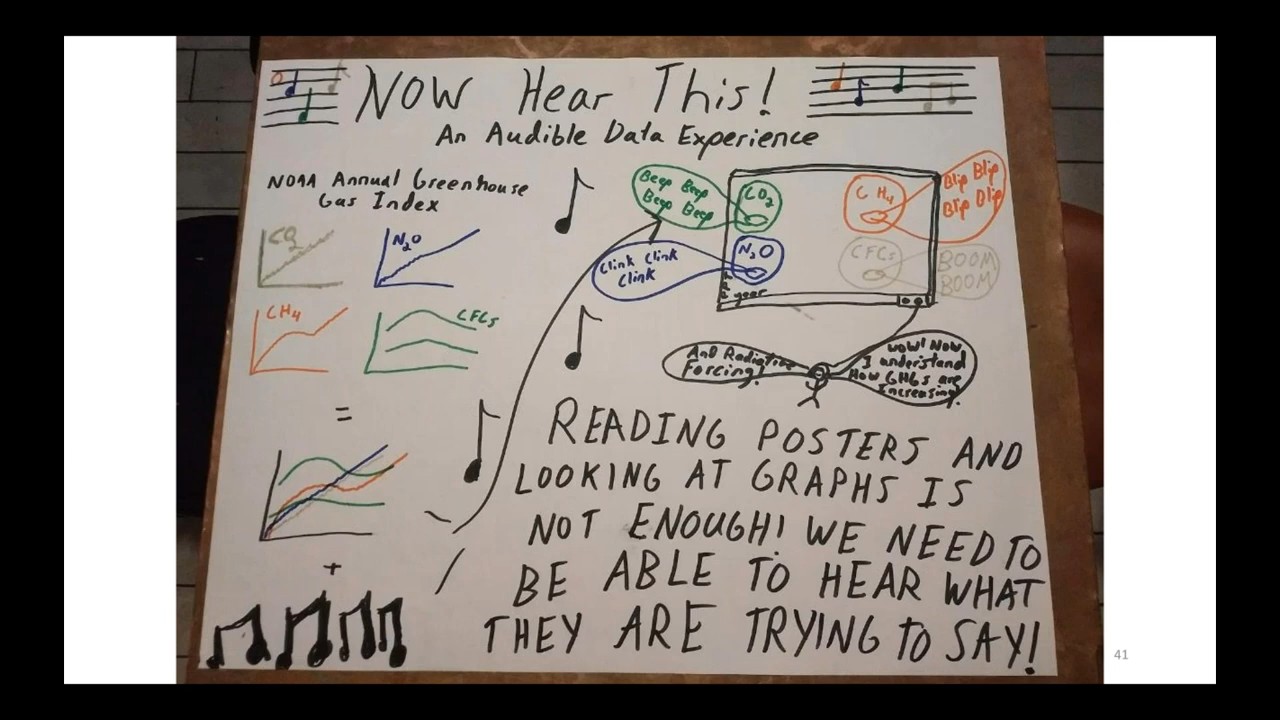 NOW Hear This!
An Audible Data Experience
NOAA Annual Greenhouse
Gas Index
CO2
N2O
CH4
CFCs
=
+
Beep Beep
Beep Beep
CO2
CH4
Blip Blip
Blip Blip
Clink Clink
Clink
N2O
CFCs
BOOM,
BOOM,
year
And Radiative
Forcing!
WOW! Now
I understand
How GHGs are
Increasing!
READING POSTERS AND
LOOKING AT GRAPHS IS
NOT ENOUGH! WE NEED TO
BE ABLE TO HEAR WHAT
THEY ARE TRYING TO SAY!
41